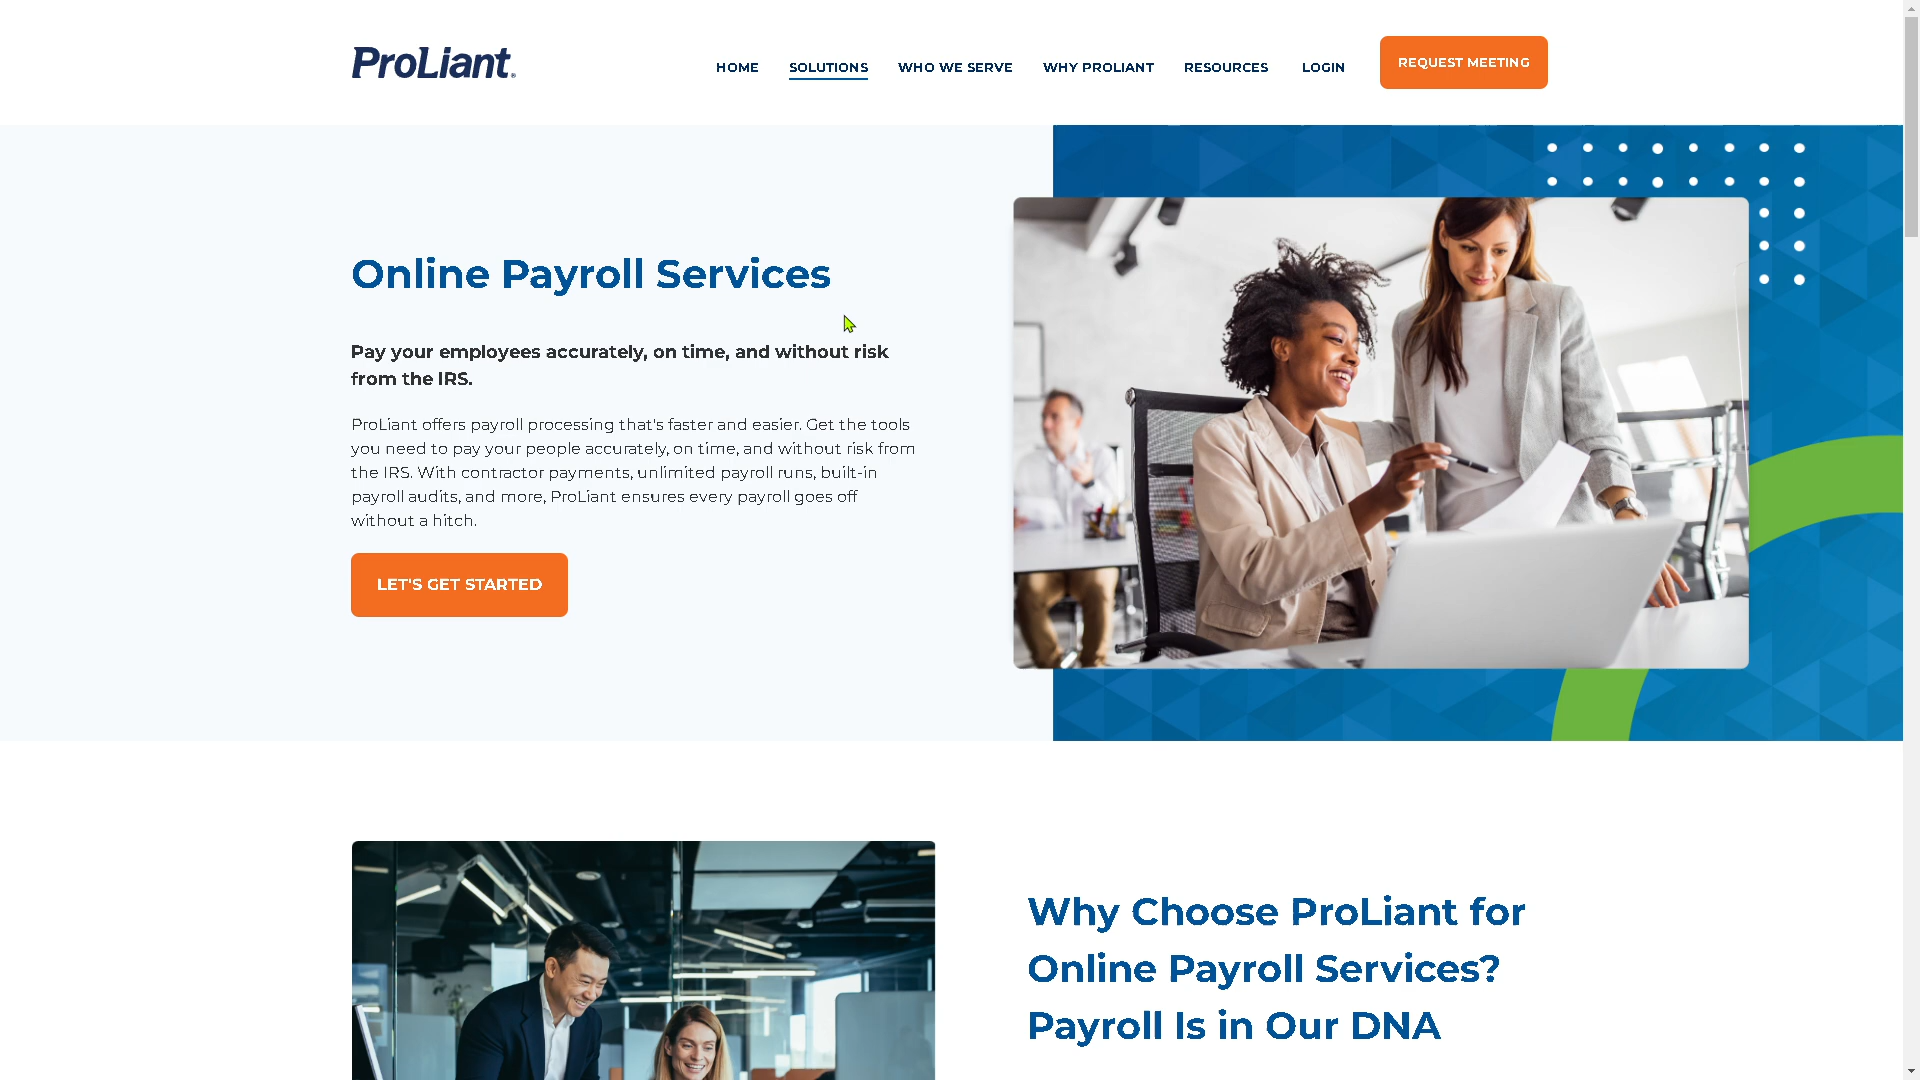 ProLiant®
HOME
SOLUTIONS
WHO WE SERVE
WHY PROLIANT
RESOURCES
LOGIN
REQUEST MEETING
Online Payroll Services
Pay your employees accurately, on time, and without risk
from the IRS.
ProLiant offers payroll processing that's faster and easier. Get the tools
you need to pay your people accurately, on time, and without risk from
the IRS. With contractor payments, unlimited payroll runs, built-in
payroll audits, and more, ProLiant ensures every payroll goes off
without a hitch.
LET'S GET STARTED
Why Choose ProLiant for
Online Payroll Services?
Payroll Is in Our DNA